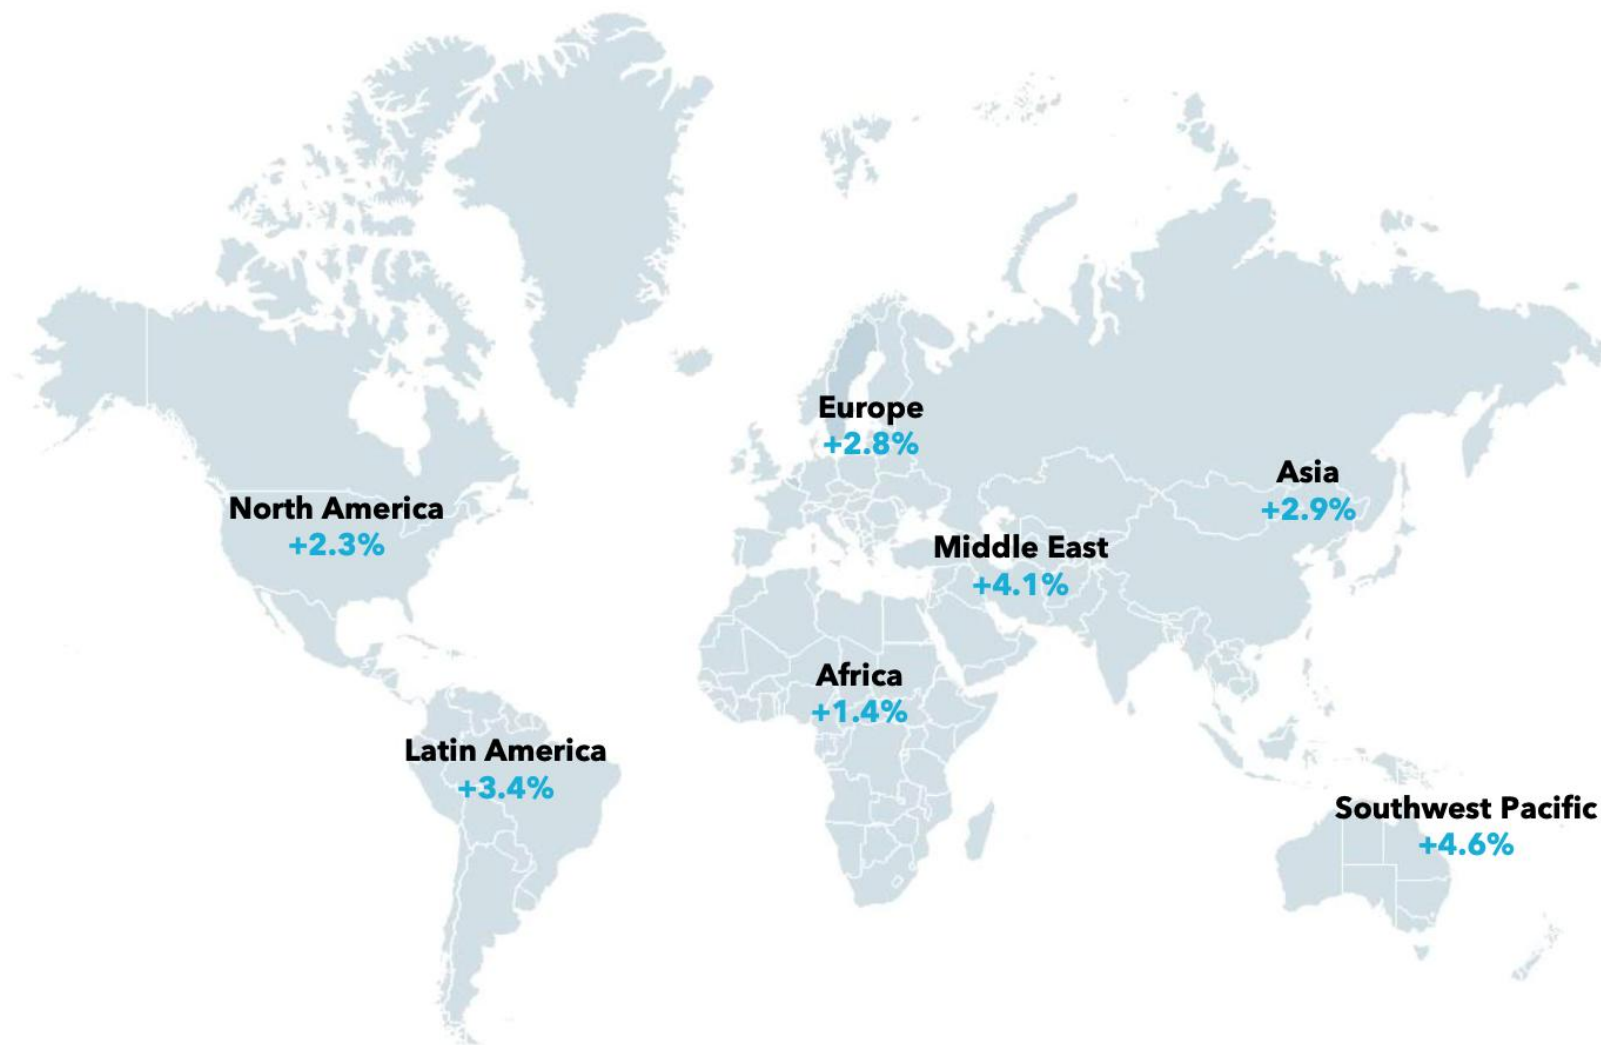 Europe
+2.8%
Asia
+2.9%
North America
+2.3%
Middle East
+4.1%
Africa
+1.4%
Latin America
+3.4%
Southwest Pacific
+4.6%